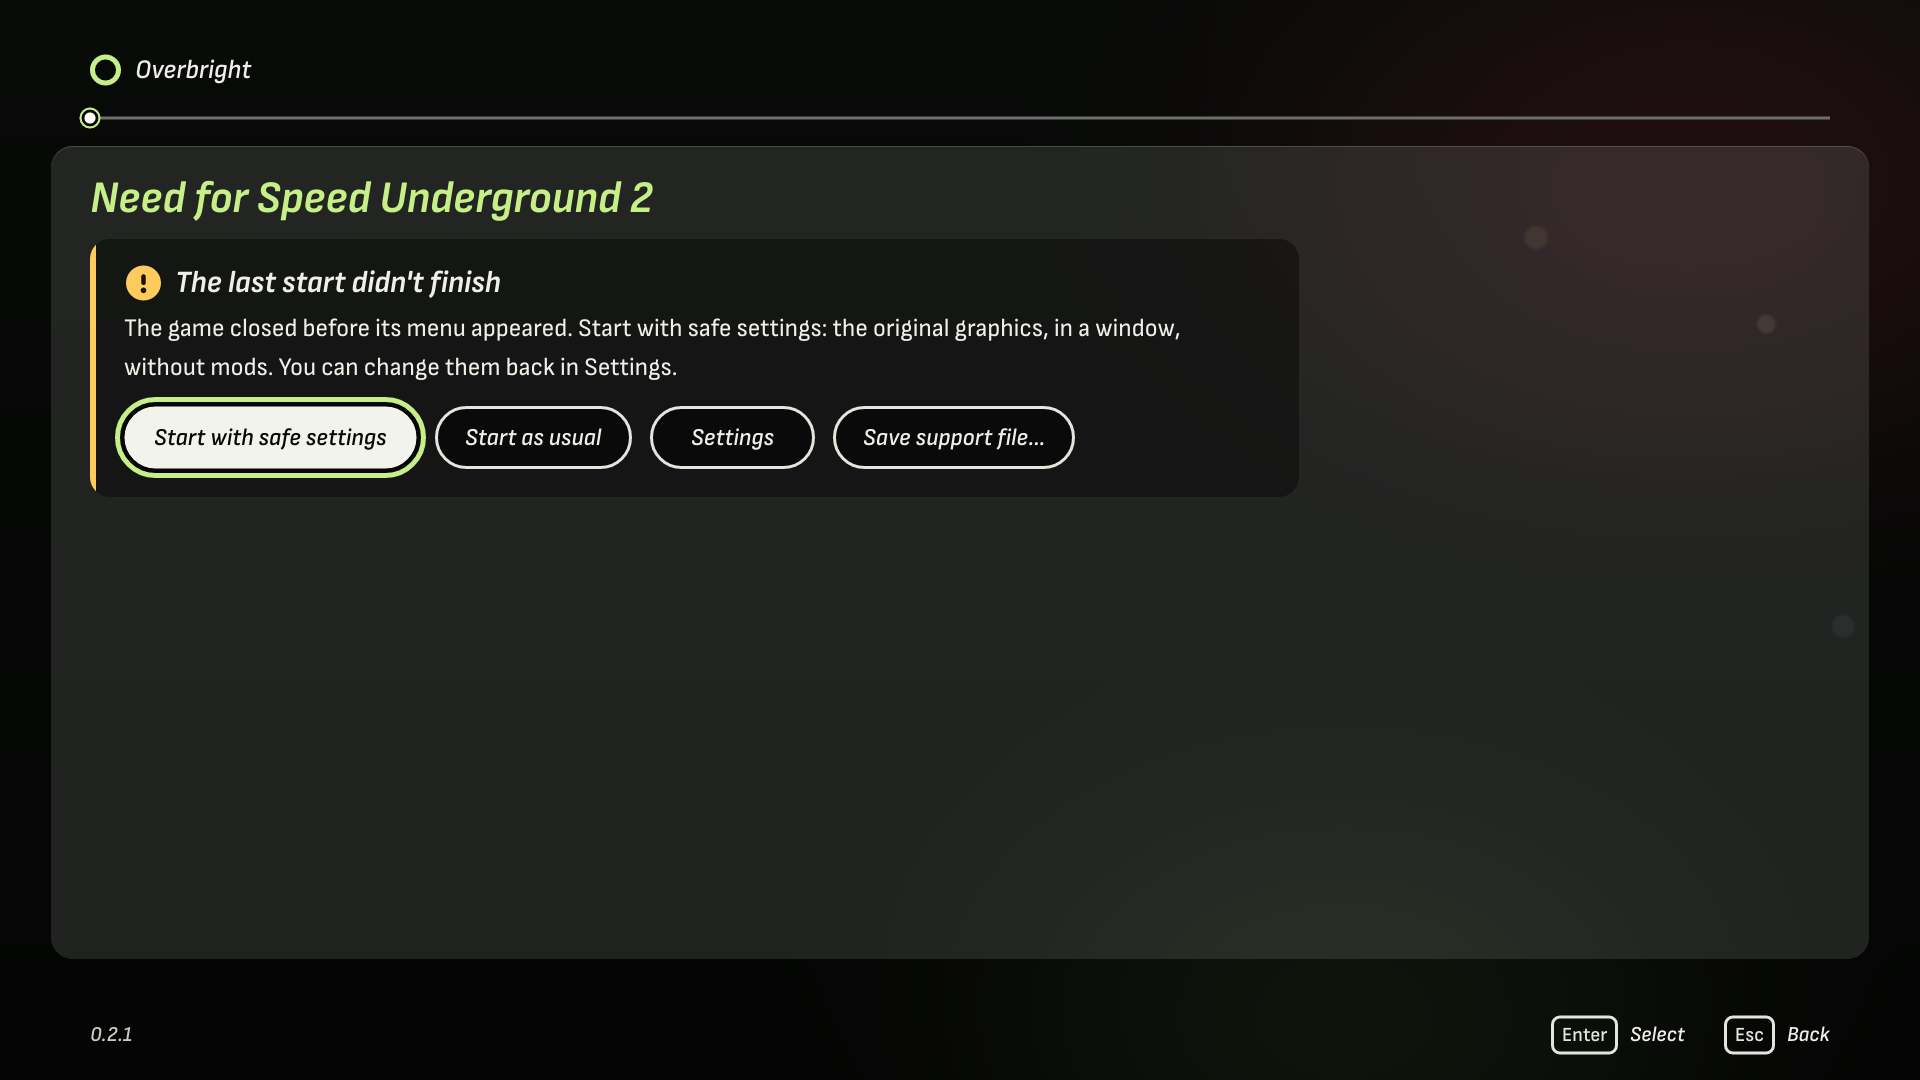 Overbright
Need for Speed Underground 2
The last start didn't finish
The game closed before its menu appeared. Start with safe settings: the original graphics, in a window,
without mods. You can change them back in Settings.
Start with safe settings
Start as usual
Settings
Save support file...
0.2.1
Enter Select
Esc Back